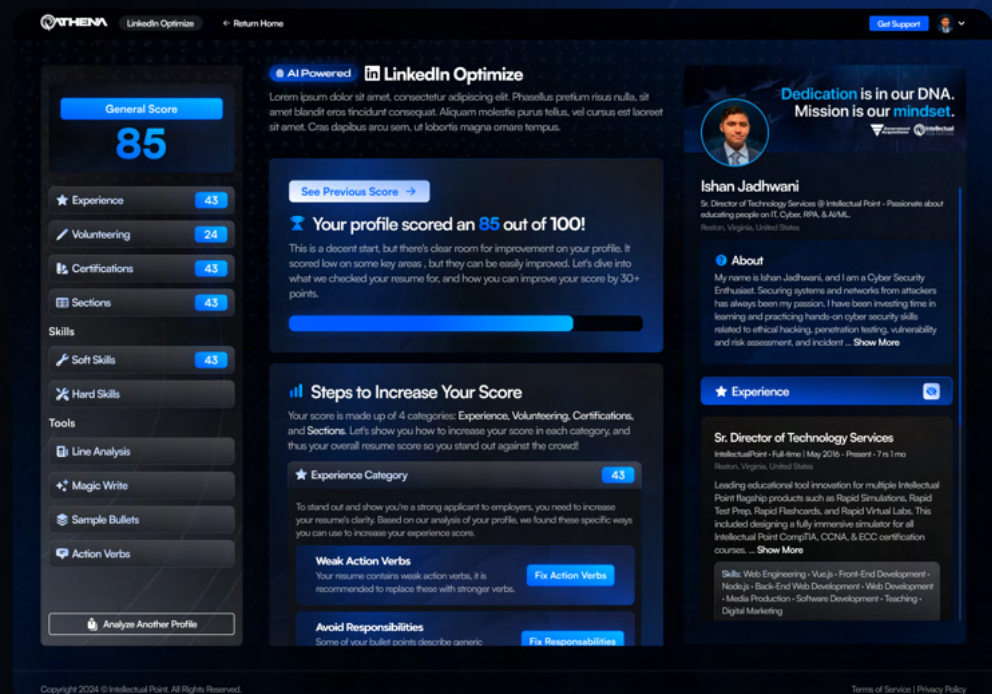 ATHENA
LinkedIn Optimize
← Return Home
Get Support
General Score
85
Experience 43
Volunteering 24
Certifications 43
Sections 43
Skills
Soft Skills 43
Hard Skills
Tools
Line Analysis
Magic Write
Sample Bullets
Action Verbs
Analyze Another Profile
AI Powered
in LinkedIn Optimize
Lorem ipsum dolor sit amet, consectetur adipiscing elit. Phasellus pretium risus nulla, sit
amet blandit eros tincidunt consequat. Aliquam molestie purus tellus, vel cursus est laoreet
sit amet. Cras dapibus arcu sem, ut lobortis magna ornare tempus.
See Previous Score →
Your profile scored an 85 out of 100!
This is a decent start, but there's clear room for improvement on your profile. It
scored low on some key areas , but they can be easily improved. Let's dive into
what we checked your resume for, and how you can improve your score by 30+
points.
Steps to Increase Your Score
Your score is made up of 4 categories: Experience, Volunteering, Certifications,
and Sections. Let's show you how to increase your score in each category, and
thus your overall resume score so you stand out against the crowd!
Experience Category 43
To stand out and show you're a strong applicant to employers, you need to increase
your resume's clarity. Based on our analysis of your profile, we found these specific ways
you can use to increase your experience score.
Weak Action Verbs
Your resume contains weak action verbs, it is
recommended to replace these with stronger verbs.
Fix Action Verbs
Avoid Responsibilities
Some of your bullet points describe generic
Fix Responsabilities
Dedication is in our DNA.
Mission is our mindset.
Government
Acquisitions
Intellectual
Ishan Jadhwani
Sr. Director of Technology Services @ Intellectual Point - Passionate about
educating people on IT, Cyber, RPA, & AI/ML.
Reston, Virginia, United States
About
My name is Ishan Jadhwani, and I am a Cyber Security
Enthusiast. Securing systems and networks from attackers
has always been my passion. I have been investing time in
learning and practicing hands-on cyber security skills
related to ethical hacking, penetration testing, vulnerability
and risk assessment, and incident ... Show More
Experience
Sr. Director of Technology Services
IntellectualPoint · Full-time | May 2016 - Present · 7 rs 1 mo
Reston, Virginia, United States
Leading educational tool innovation for multiple Intellectual
Point flagship products such as Rapid Simulations, Rapid
Test Prep, Rapid Flashcards, and Rapid Virtual Labs. This
included designing a fully immersive simulator for all
Intellectual Point CompTIA, CCNA, & ECC certification
courses. ... Show More
Skills: Web Engineering · Vue.js · Front-End Development ·
Node.js · Back-End Web Development · Web Development
· Media Production · Software Development · Teaching ·
Digital Marketing
Copyright 2024 © Intellectual Point. All Rights Reserved.
Terms of Service | Privacy Policy